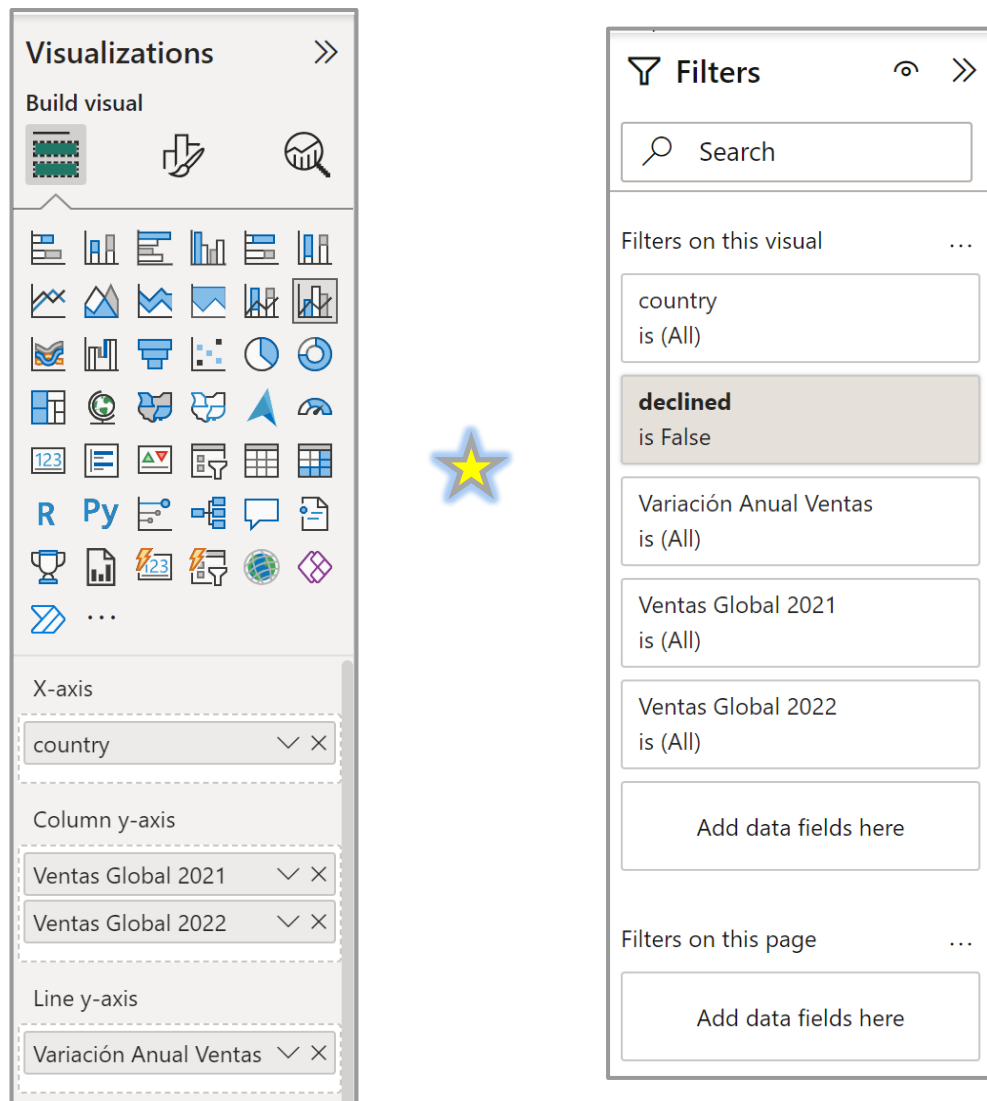 Visualizations
Build visual
123
R
Py
123
...
X-axis
country
Column y-axis
Ventas Global 2021
Ventas Global 2022
Line y-axis
Variación Anual Ventas
Filters
Search
Filters on this visual
...
country
is (All)
declined
is False
Variación Anual Ventas
is (All)
Ventas Global 2021
is (All)
Ventas Global 2022
is (All)
Add data fields here
Filters on this page
...
Add data fields here